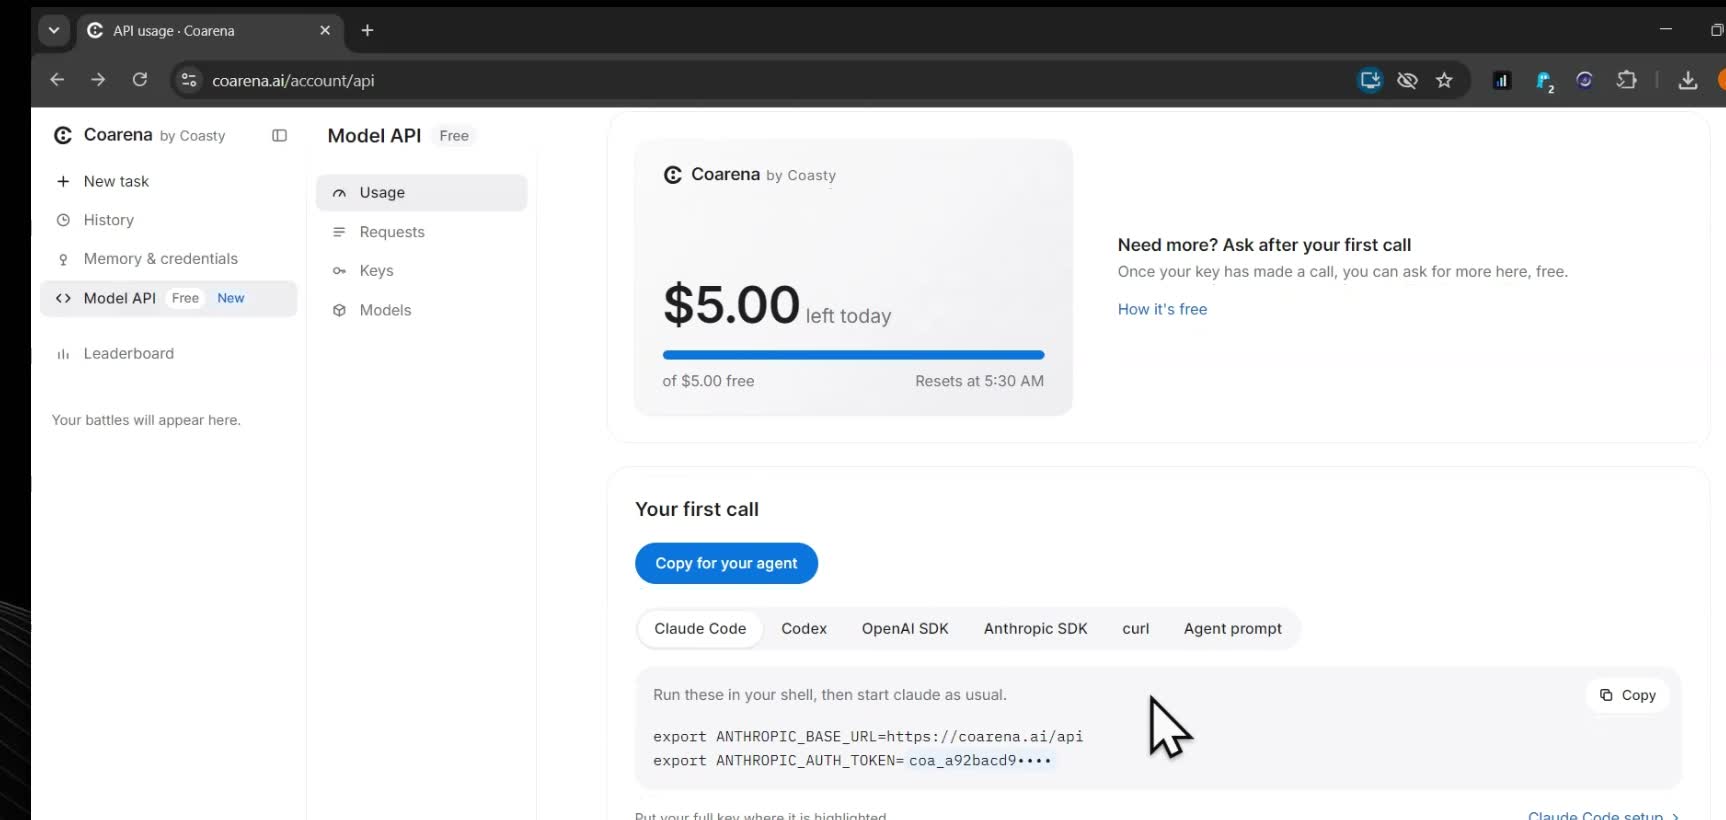 API usage · Coarena
coarena.ai/account/api
2
Coarena by Coasty
New task
History
Memory & credentials
Model API Free New
Leaderboard
Your battles will appear here.
Model API Free
Usage
Requests
Keys
Models
Coarena by Coasty
$5.00 left today
of $5.00 free Resets at 5:30 AM
Need more? Ask after your first call
Once your key has made a call, you can ask for more here, free.
How it's free
Your first call
Copy for your agent
Claude Code Codex OpenAI SDK Anthropic SDK curl Agent prompt
Run these in your shell, then start claude as usual.
Copy
export ANTHROPIC_BASE_URL=https://coarena.ai/api
export ANTHROPIC_AUTH_TOKEN=coa_a92bacd9••••
Put your full key where it is highlighted
Claude Code setup